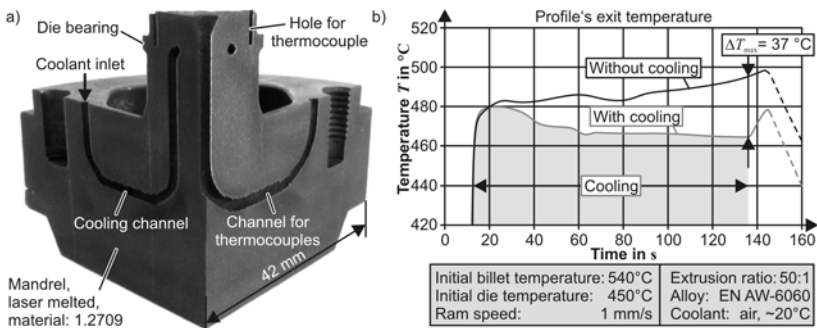 a)
Hole for
thermocouple
Die bearing
Coolant inlet
Cooling channel
Channel for
thermocouples
42 mm
Mandrel,
laser melted,
material: 1.2709
b)
Profile's exit temperature
ΔTmax = 37 °C
Without cooling
With cooling
Cooling
Temperature T in °C
520
500
480
460
440
420
0 20 40 60 80 100 120 140 160
Time in s
Initial billet temperature: 540°C
Initial die temperature: 450°C
Ram speed: 1 mm/s
Extrusion ratio: 50:1
Alloy: EN AW-6060
Coolant: air, ~20°C